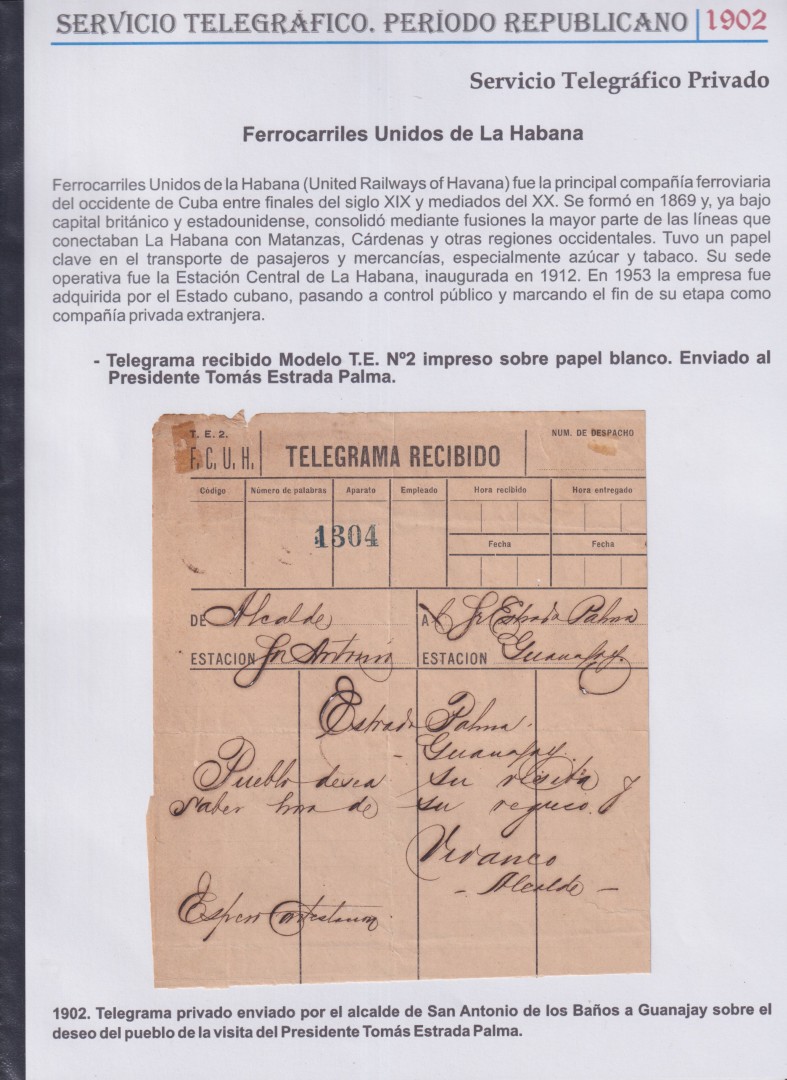 SERVICIO TELEGRÁFICO. PERÍODO REPUBLICANO | 1902
Servicio Telegráfico Privado
Ferrocarriles Unidos de La Habana
Ferrocarriles Unidos de la Habana (United Railways of Havana) fue la principal compañía ferroviaria
del occidente de Cuba entre finales del siglo XIX y mediados del XX. Se formó en 1869 y, ya bajo
capital británico y estadounidense, consolidó mediante fusiones la mayor parte de las líneas que
conectaban La Habana con Matanzas, Cárdenas y otras regiones occidentales. Tuvo un papel
clave en el transporte de pasajeros y mercancías, especialmente azúcar y tabaco. Su sede
operativa fue la Estación Central de La Habana, inaugurada en 1912. En 1953 la empresa fue
adquirida por el Estado cubano, pasando a control público y marcando el fin de su etapa como
compañía privada extranjera.
- Telegrama recibido Modelo T.E. Nº2 impreso sobre papel blanco. Enviado al
Presidente Tomás Estrada Palma.
T. E. 2.
F. C. U. H.
TELEGRAMA RECIBIDO
NUM. DE DESPACHO
Código Número de palabras Aparato Empleado Hora recibido Hora entregado
1304
Fecha Fecha
DE Alcalde A Sr Estrada Palma
ESTACION Sn Antonio ESTACION Guanajay
Estrada Palma.
- Guanajay.
Pueblo desea su visita y
saber hora de su
Vivanco
- Alcalde -
Espero
1902. Telegrama privado enviado por el alcalde de San Antonio de los Baños a Guanajay sobre el
deseo del pueblo de la visita del Presidente Tomás Estrada Palma.